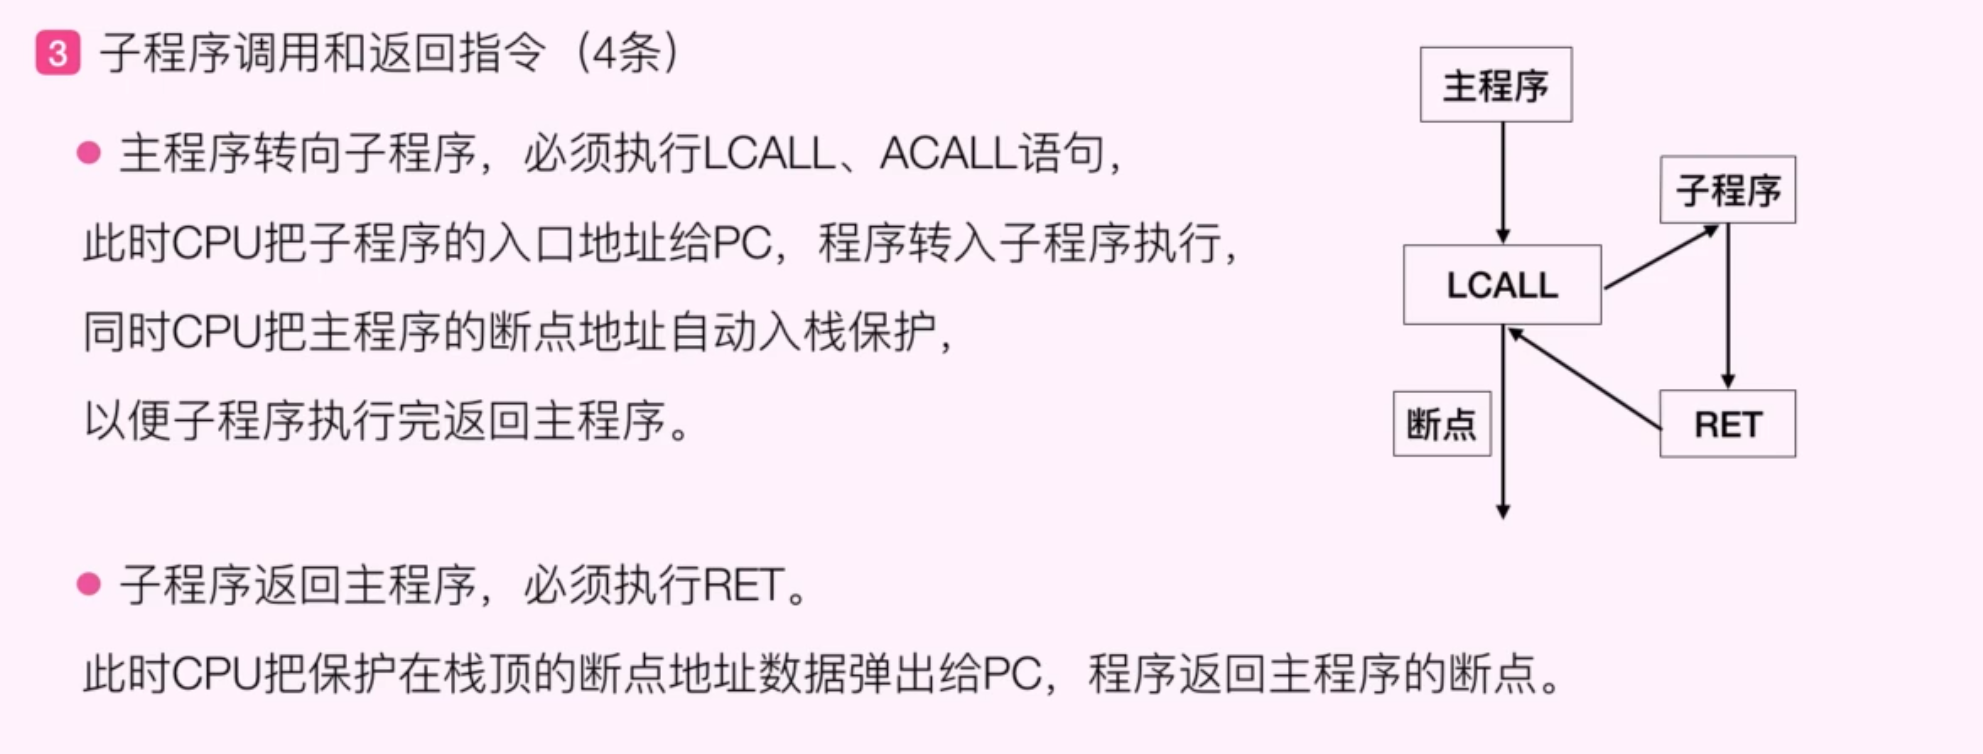 3 子程序调用和返回指令（4条）
● 主程序转向子程序，必须执行LCALL、ACALL语句，
此时CPU把子程序的入口地址给PC，程序转入子程序执行，
同时CPU把主程序的断点地址自动入栈保护，
以便子程序执行完返回主程序。
● 子程序返回主程序，必须执行RET。
此时CPU把保护在栈顶的断点地址数据弹出给PC，程序返回主程序的断点。
主程序
子程序
LCALL
断点
RET